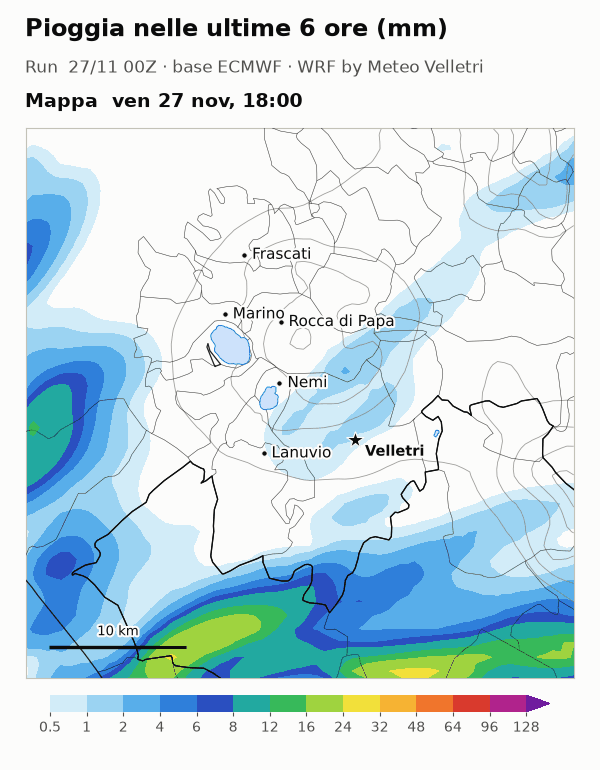 Pioggia nelle ultime 6 ore (mm)
Run 27/11 00Z · base ECMWF · WRF by Meteo Velletri
Mappa ven 27 nov, 18:00
Frascati
Marino
Rocca di Papa
Nemi
Velletri
Lanuvio
10 km
0.5 1 2 4 6 8 12 16 24 32 48 64 96 128